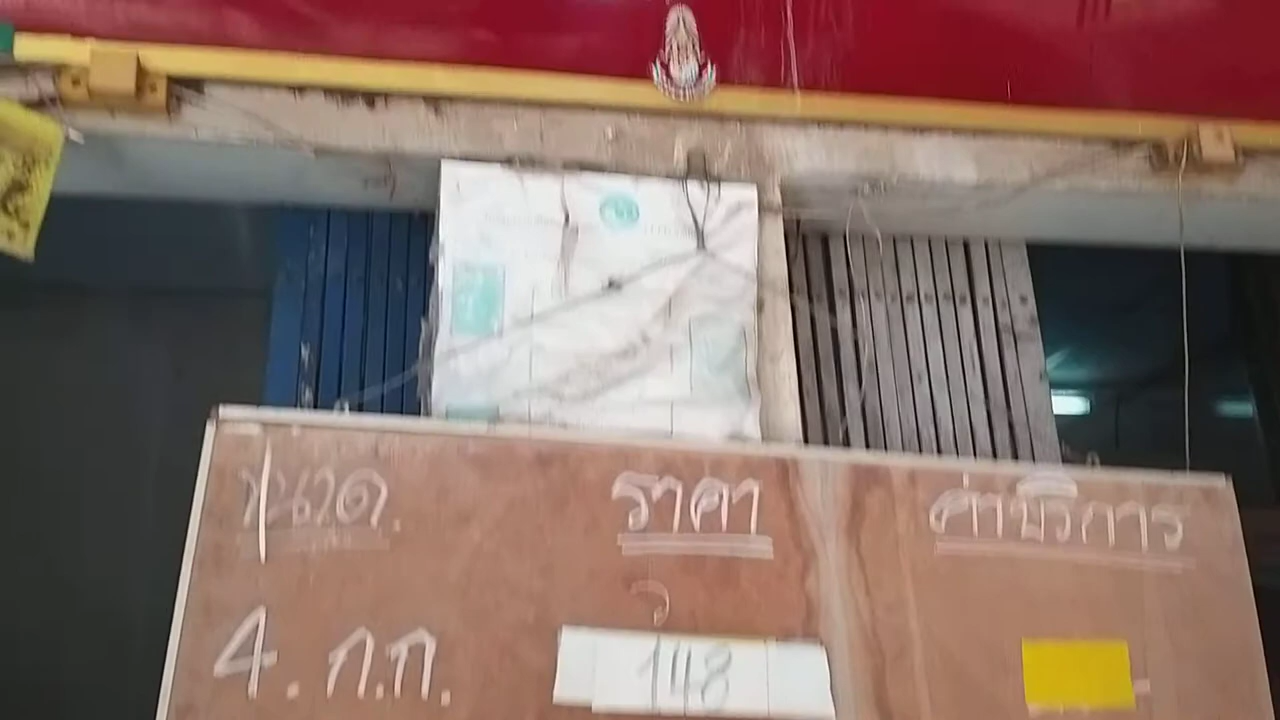 ขนาด. ราคา ค่าบริการ
4. ก.ก. 148